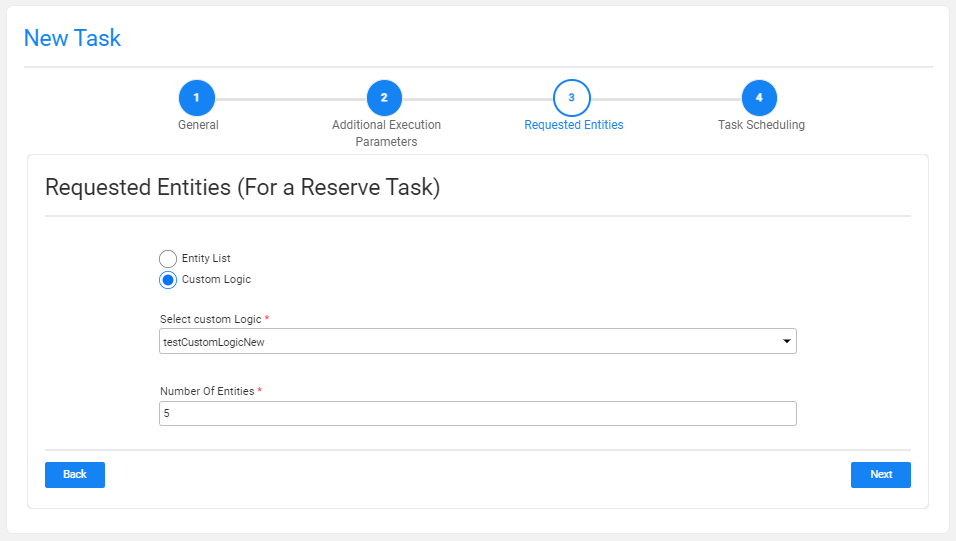 New Task
1
2
3
4
General
Additional Execution
Parameters
Requested Entities
Task Scheduling
Requested Entities (For a Reserve Task)
Entity List
Custom Logic
Select custom Logic *
testCustomLogicNew
Number Of Entities *
5
Back
Next